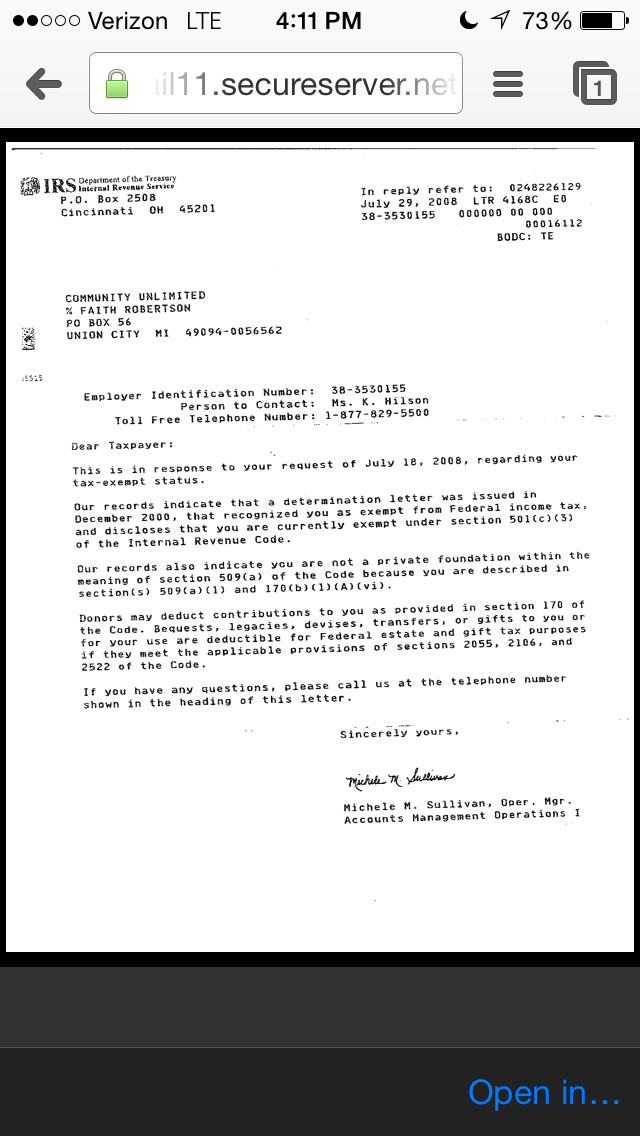 Verizon LTE 4:11 PM 73%
ail11.secureserver.net
1
IRS Department of the Treasury
Internal Revenue Service
P.O. Box 2508
Cincinnati OH 45201
In reply refer to: 0248226129
July 29, 2008 LTR 4168C E0
38-3530155 000000 00 000
00016112
BODC: TE
COMMUNITY UNLIMITED
% FAITH ROBERTSON
PO BOX 56
UNION CITY MI 49094-0056562
Employer Identification Number: 38-3530155
Person to Contact: Ms. K. Hilson
Toll Free Telephone Number: 1-877-829-5500
Dear Taxpayer:
This is in response to your request of July 18, 2008, regarding your
tax-exempt status.
Our records indicate that a determination letter was issued in
December 2000, that recognized you as exempt from Federal income tax,
and discloses that you are currently exempt under section 501(c)(3)
of the Internal Revenue Code.
Our records also indicate you are not a private foundation within the
meaning of section 509(a) of the Code because you are described in
section(s) 509(a)(1) and 170(b)(1)(A)(vi).
Donors may deduct contributions to you as provided in section 170 of
the Code. Bequests, legacies, devises, transfers, or gifts to you or
for your use are deductible for Federal estate and gift tax purposes
if they meet the applicable provisions of sections 2055, 2106, and
2522 of the Code.
If you have any questions, please call us at the telephone number
shown in the heading of this letter.
Sincerely yours,
Michele M. Sullivan
Michele M. Sullivan, Oper. Mgr.
Accounts Management Operations I
Open in...